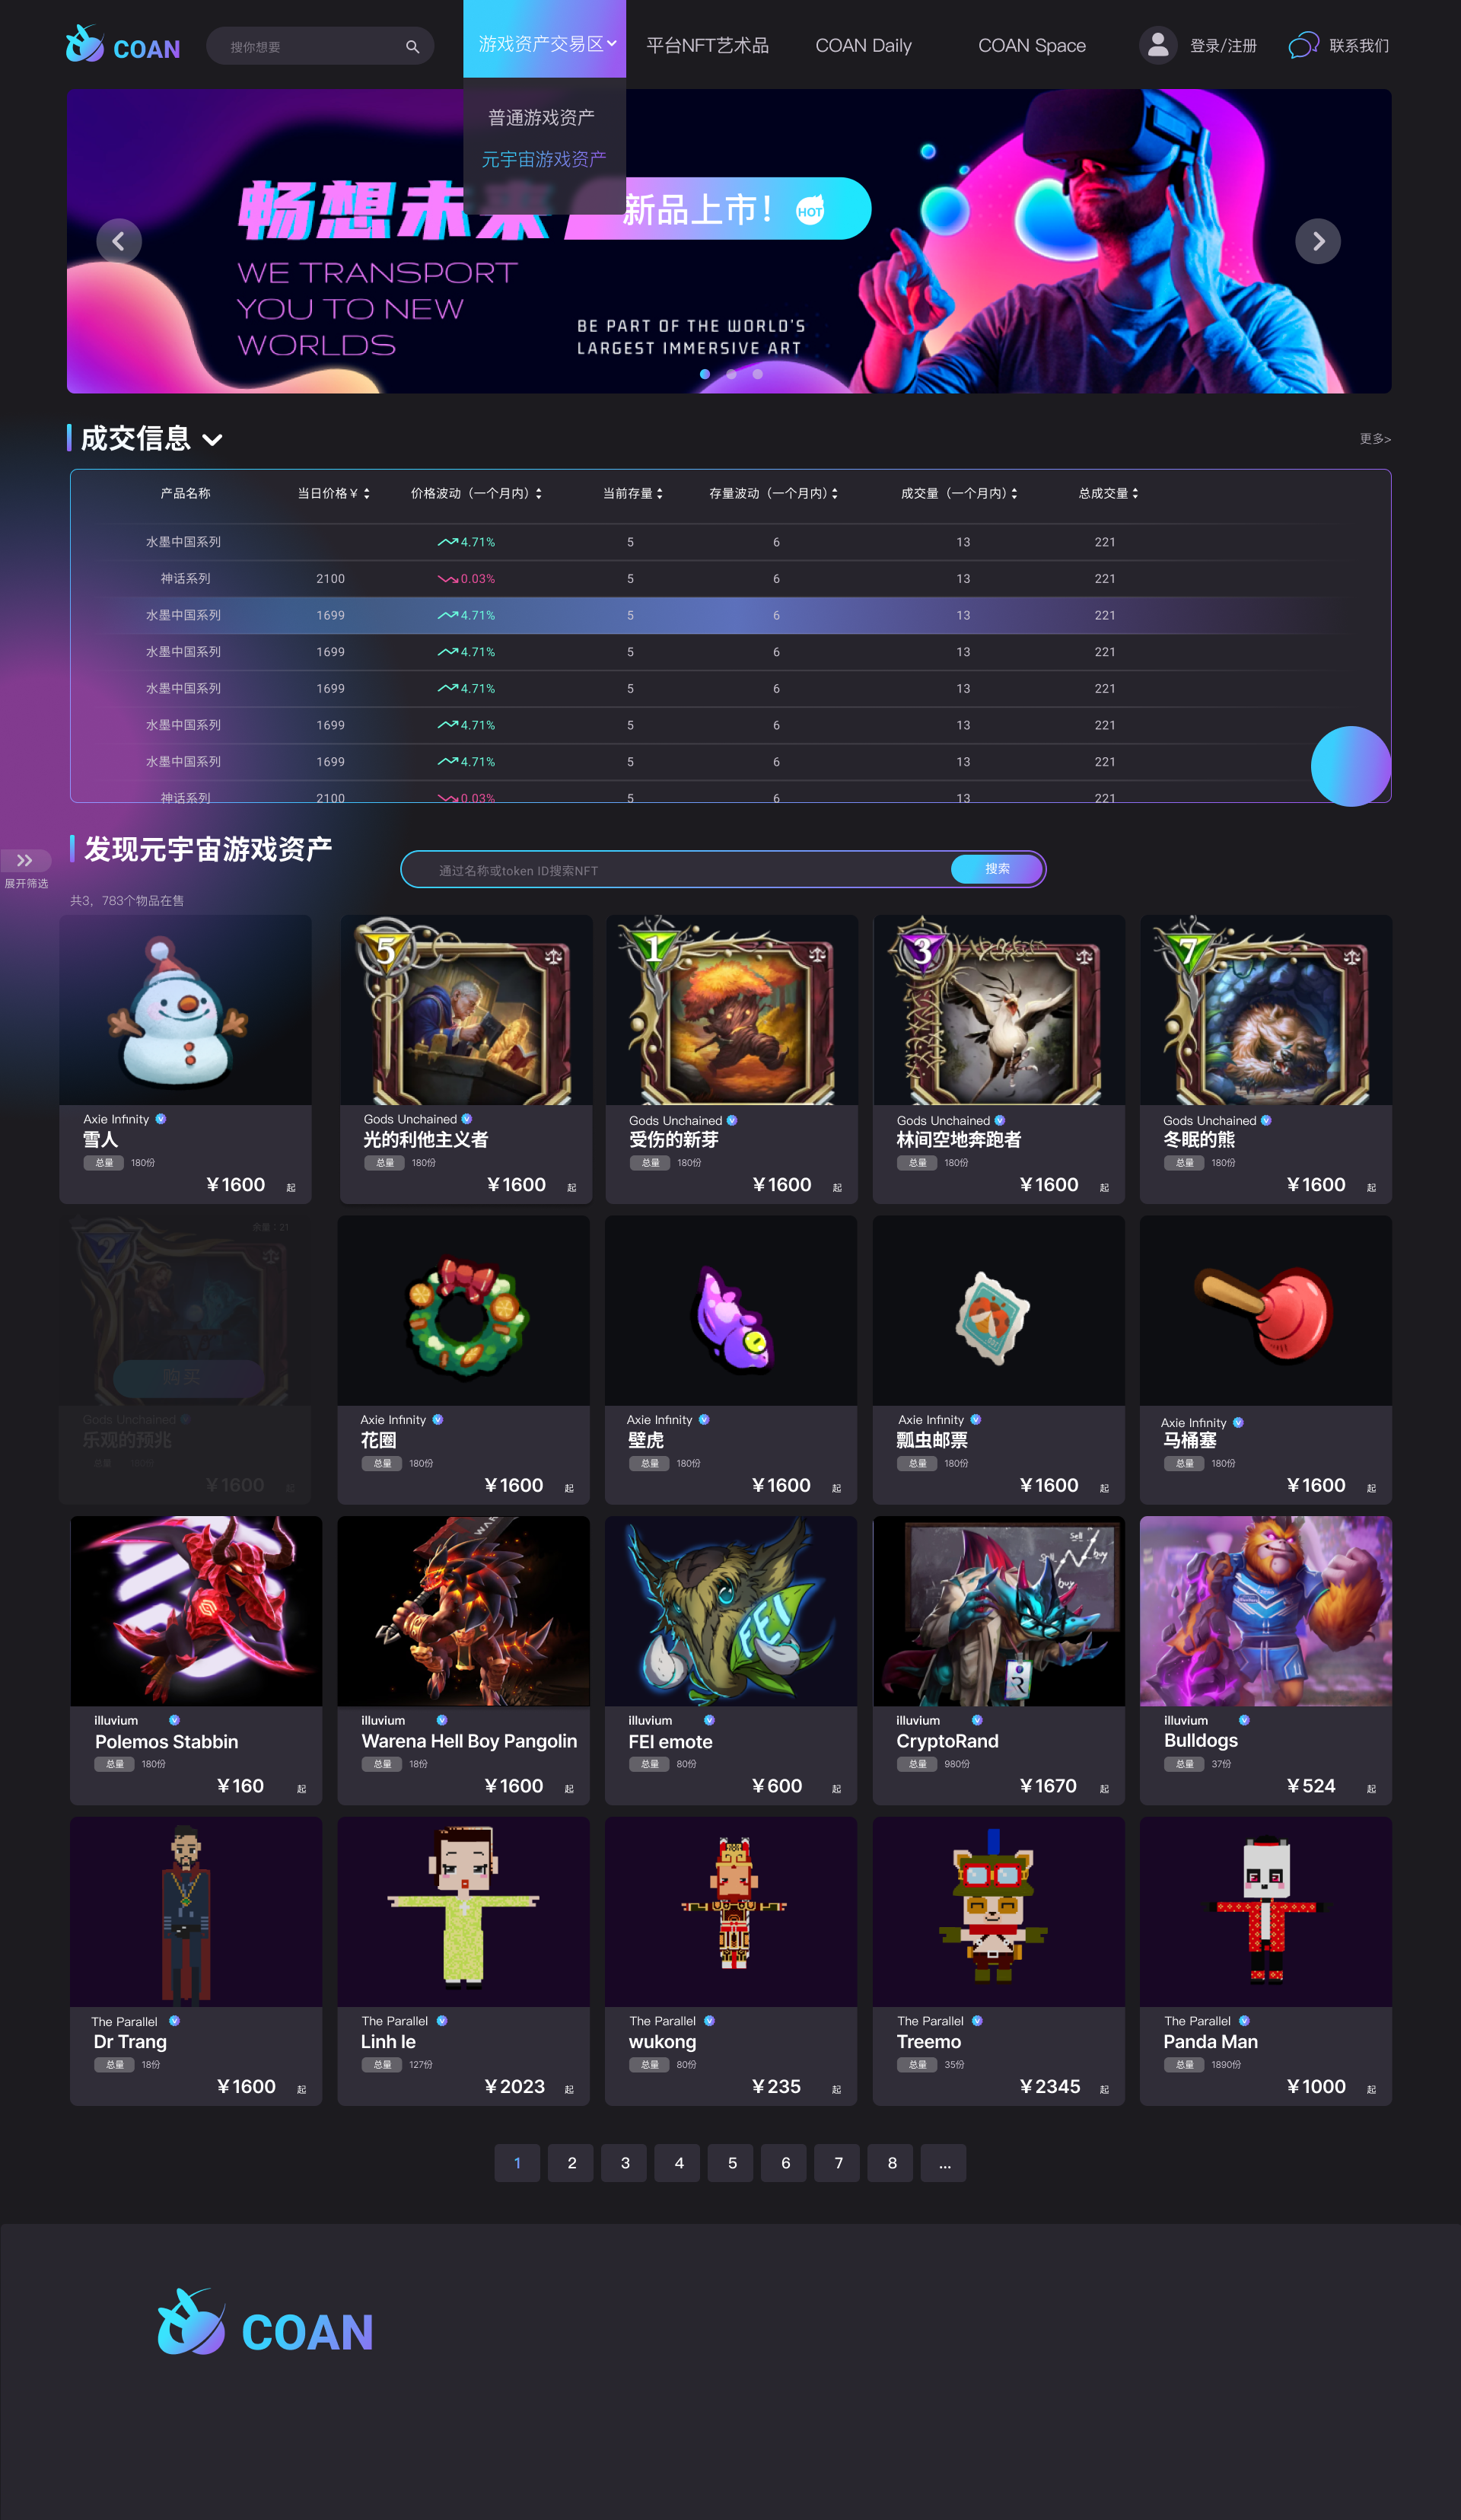 COAN
搜你想要
游戏资产交易区
平台NFT艺术品
COAN Daily
COAN Space
登录/注册
联系我们
普通游戏资产
元宇宙游戏资产
畅想未来
新品上市！
HOT
WE TRANSPORT
YOU TO NEW
WORLDS
BE PART OF THE WORLD'S
LARGEST IMMERSIVE ART
成交信息
更多>
产品名称 当日价格￥ 价格波动（一个月内） 当前存量 存量波动（一个月内） 成交量（一个月内） 总成交量
水墨中国系列 4.71% 5 6 13 221
神话系列 2100 0.03% 5 6 13 221
水墨中国系列 1699 4.71% 5 6 13 221
水墨中国系列 1699 4.71% 5 6 13 221
水墨中国系列 1699 4.71% 5 6 13 221
水墨中国系列 1699 4.71% 5 6 13 221
水墨中国系列 1699 4.71% 5 6 13 221
神话系列 2100 0.03% 5 6 13 221
发现元宇宙游戏资产
展开筛选
通过名称或token ID搜索NFT
搜索
共3，783个物品在售
Axie Infinity
雪人
总量 180份
￥1600 起
5
Gods Unchained
光的利他主义者
总量 180份
￥1600 起
1
Gods Unchained
受伤的新芽
总量 180份
￥1600 起
3
Gods Unchained
林间空地奔跑者
总量 180份
￥1600 起
7
Gods Unchained
冬眠的熊
总量 180份
￥1600 起
余量：21
2
购买
Gods Unchained
乐观的预兆
总量 180份
￥1600 起
Axie Infinity
花圈
总量 180份
￥1600 起
Axie Infinity
壁虎
总量 180份
￥1600 起
Axie Infinity
瓢虫邮票
总量 180份
￥1600 起
Axie Infinity
马桶塞
总量 180份
￥1600 起
illuvium
Polemos Stabbin
总量 180份
￥160 起
WAR
illuvium
Warena Hell Boy Pangolin
总量 18份
￥1600 起
FEI
illuvium
FEI emote
总量 80份
￥600 起
Sell
Sell
buy
buy
R
illuvium
CryptoRand
总量 980份
￥1670 起
illuvium
Bulldogs
总量 37份
￥524 起
The Parallel
Dr Trang
总量 18份
￥1600 起
The Parallel
Linh le
总量 127份
￥2023 起
The Parallel
wukong
总量 80份
￥235 起
The Parallel
Treemo
总量 35份
￥2345 起
The Parallel
Panda Man
总量 1890份
￥1000 起
1 2 3 4 5 6 7 8 ...
COAN